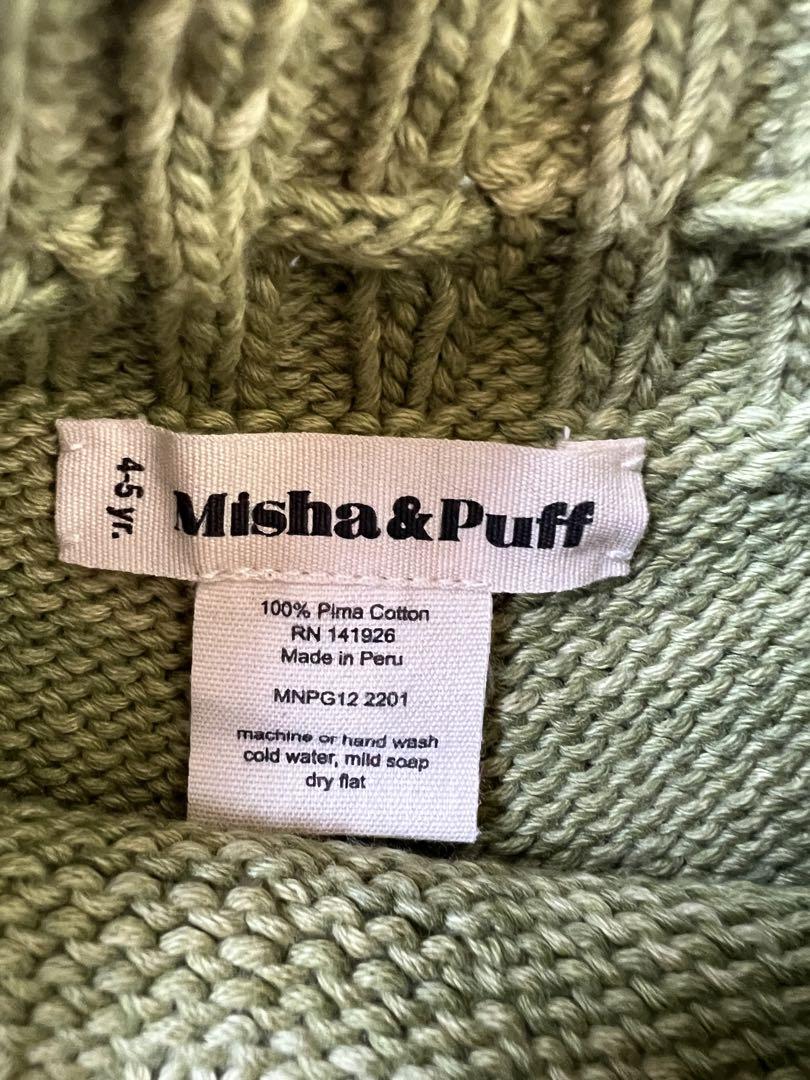 4-5 yr.
Misha&Puff
100% Pima Cotton
RN 141926
Made in Peru
MNPG12 2201
machine or hand wash
cold water, mild soap
dry flat